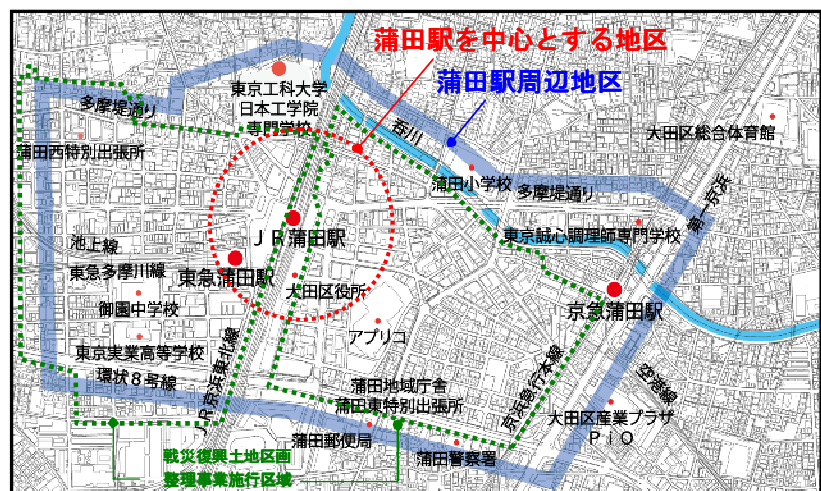 蒲田駅を中心とする地区
蒲田駅周辺地区
東京工科大学
日本工学院
専門学校
多摩堤通り
呑川
大田区総合体育館
蒲田西特別出張所
蒲田小学校
多摩堤通り
第一京浜
東京誠心調理師専門学校
ＪＲ蒲田駅
池上線
東急多摩川線
東急蒲田駅
大田区役所
京急蒲田駅
御園中学校
アプリコ
東京実業高等学校
環状８号線
ＪＲ京浜東北線
京浜急行本線
空港線
蒲田地域庁舎
蒲田東特別出張所
大田区産業プラザ
ＰｉＯ
蒲田郵便局
蒲田警察署
戦災復興土地区画
整理事業施行区域